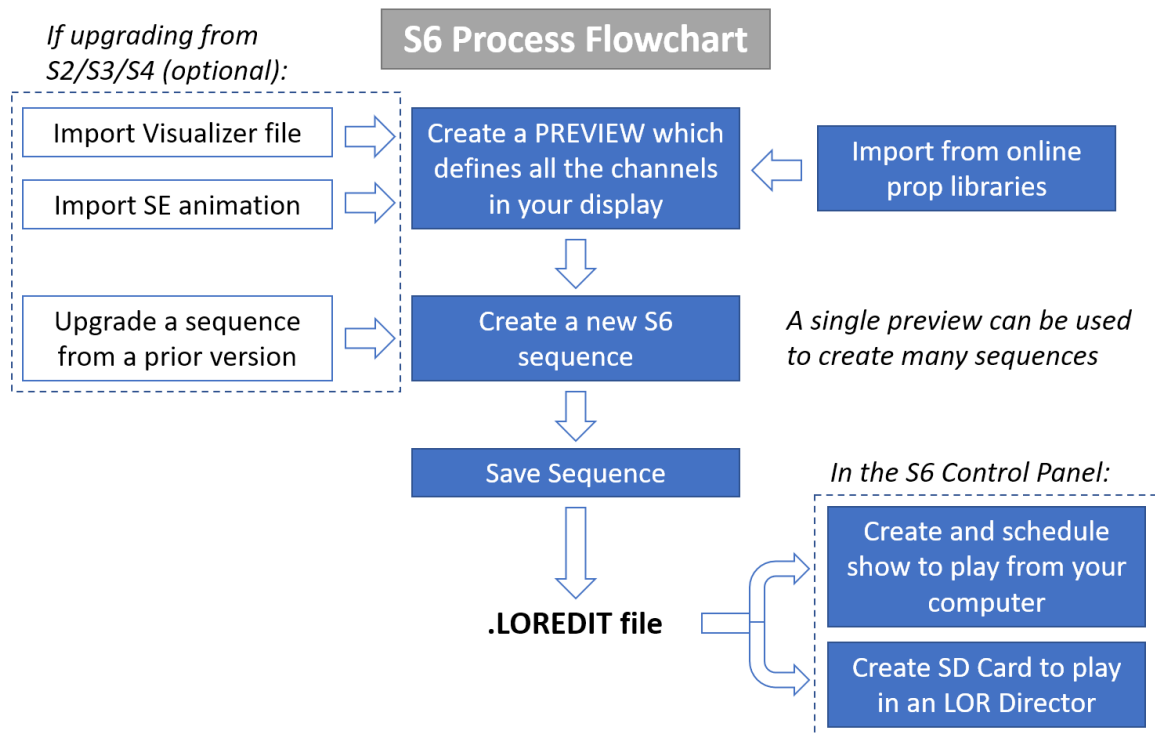 S6 Process Flowchart
If upgrading from
S2/S3/S4 (optional):
Import Visualizer file
Import SE animation
Upgrade a sequence
from a prior version
Create a PREVIEW which
defines all the channels
in your display
Import from online
prop libraries
Create a new S6
sequence
A single preview can be used
to create many sequences
Save Sequence
.LOREDIT file
In the S6 Control Panel:
Create and schedule
show to play from your
computer
Create SD Card to play
in an LOR Director